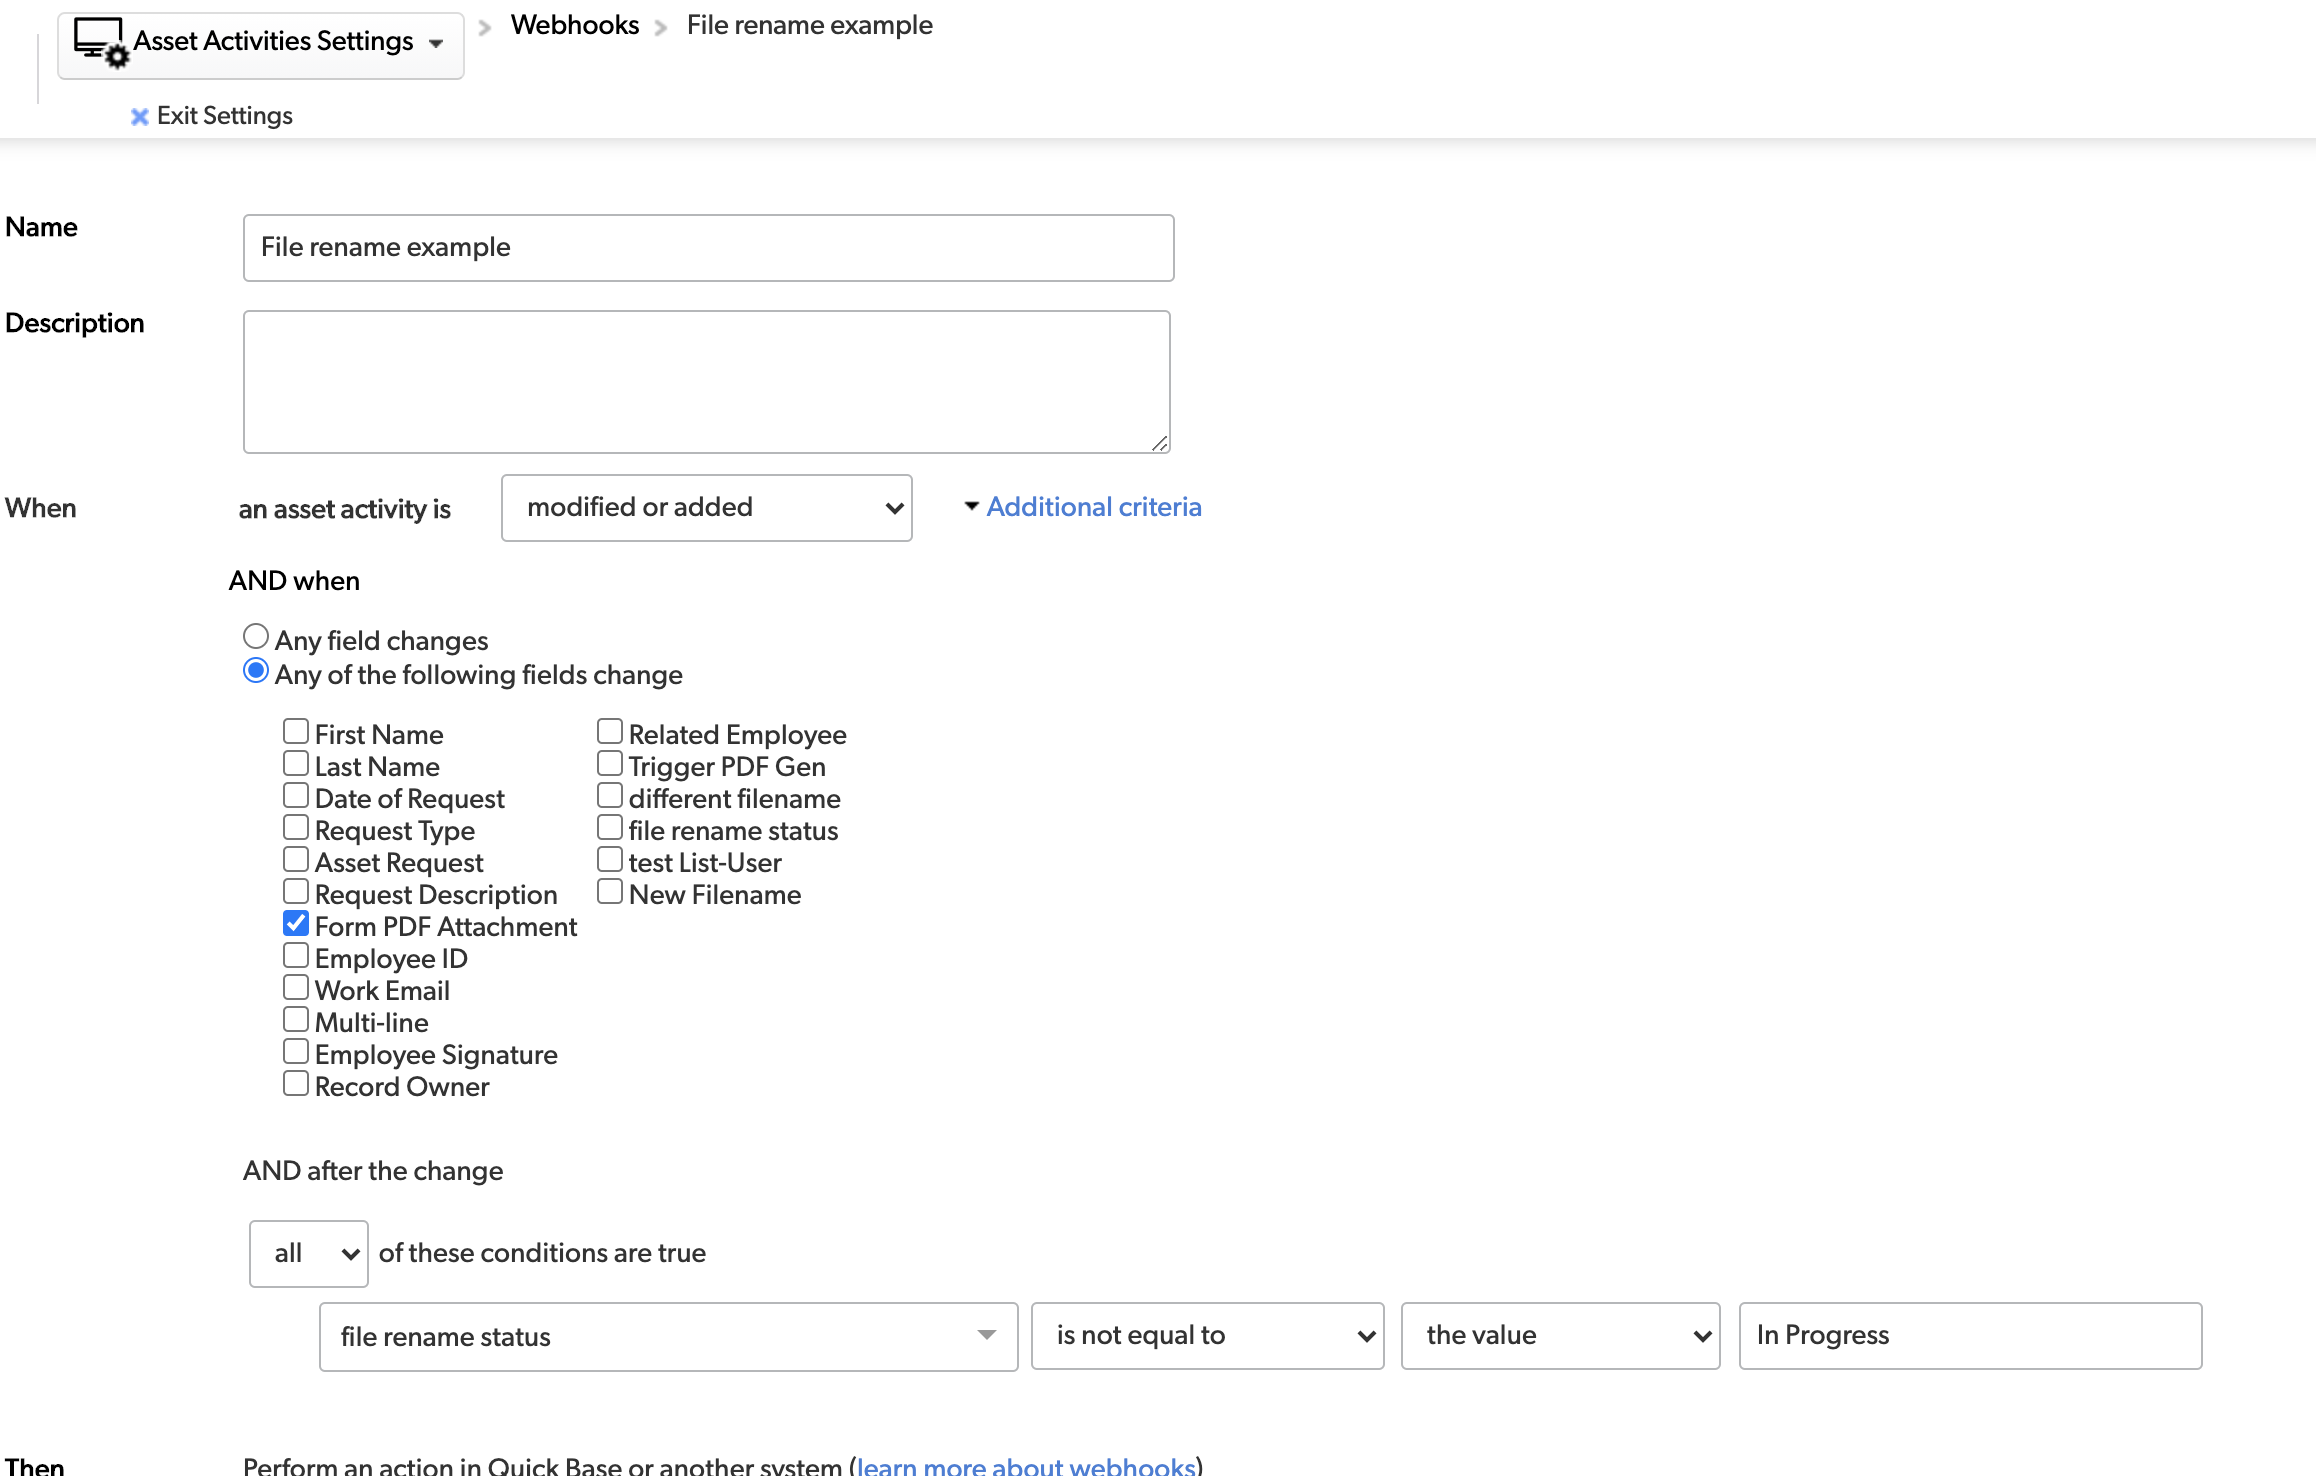 Asset Activities Settings
Webhooks
File rename example
Exit Settings
Name
File rename example
Description
When an asset activity is modified or added Additional criteria
AND when
Any field changes
Any of the following fields change
First Name
Last Name
Date of Request
Request Type
Asset Request
Request Description
Form PDF Attachment
Employee ID
Work Email
Multi-line
Employee Signature
Record Owner
Related Employee
Trigger PDF Gen
different filename
file rename status
test List-User
New Filename
AND after the change
all of these conditions are true
file rename status is not equal to the value In Progress
Then Perform an action in Quick Base or another system (learn more about webhooks)